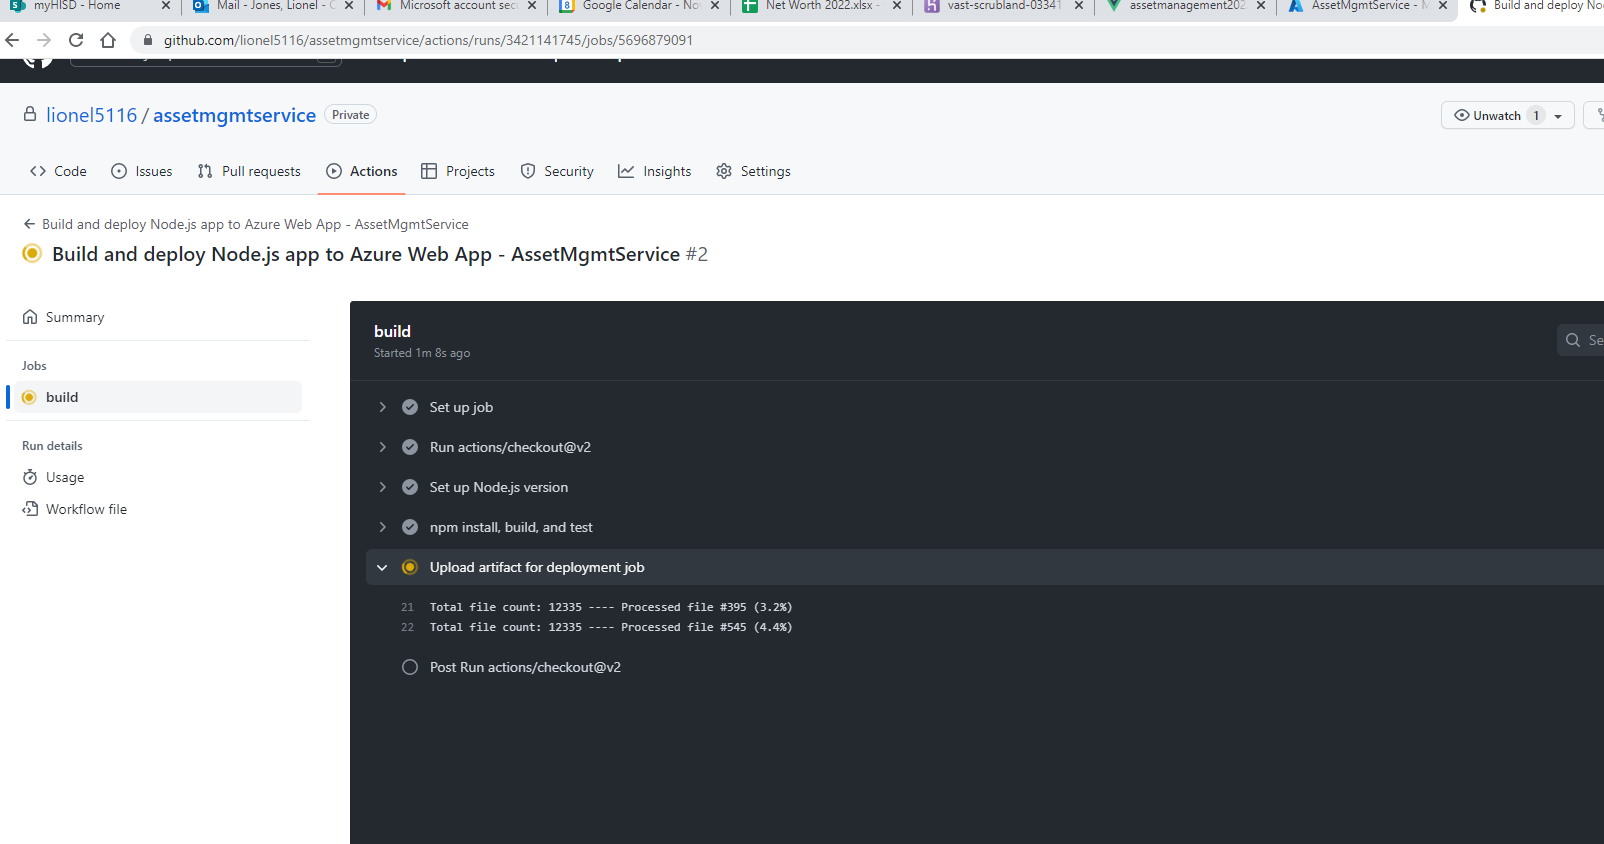 myHISD - Home
Mail - Jones, Lionel - O
Microsoft account sec
Google Calendar - Nov
Net Worth 2022.xlsx -
vast-scrubland-03341
assetmanagement202
AssetMgmtService - M
Build and deploy No
github.com/lionel5116/assetmgmtservice/actions/runs/3421141745/jobs/5696879091
lionel5116 / assetmgmtservice Private
Unwatch 1
Code Issues Pull requests Actions Projects Security Insights Settings
Build and deploy Node.js app to Azure Web App - AssetMgmtService
Build and deploy Node.js app to Azure Web App - AssetMgmtService #2
Summary
Jobs
build
Run details
Usage
Workflow file
build
Started 1m 8s ago
Se
Set up job
Run actions/checkout@v2
Set up Node.js version
npm install, build, and test
Upload artifact for deployment job
21 Total file count: 12335 ---- Processed file #395 (3.2%)
22 Total file count: 12335 ---- Processed file #545 (4.4%)
Post Run actions/checkout@v2